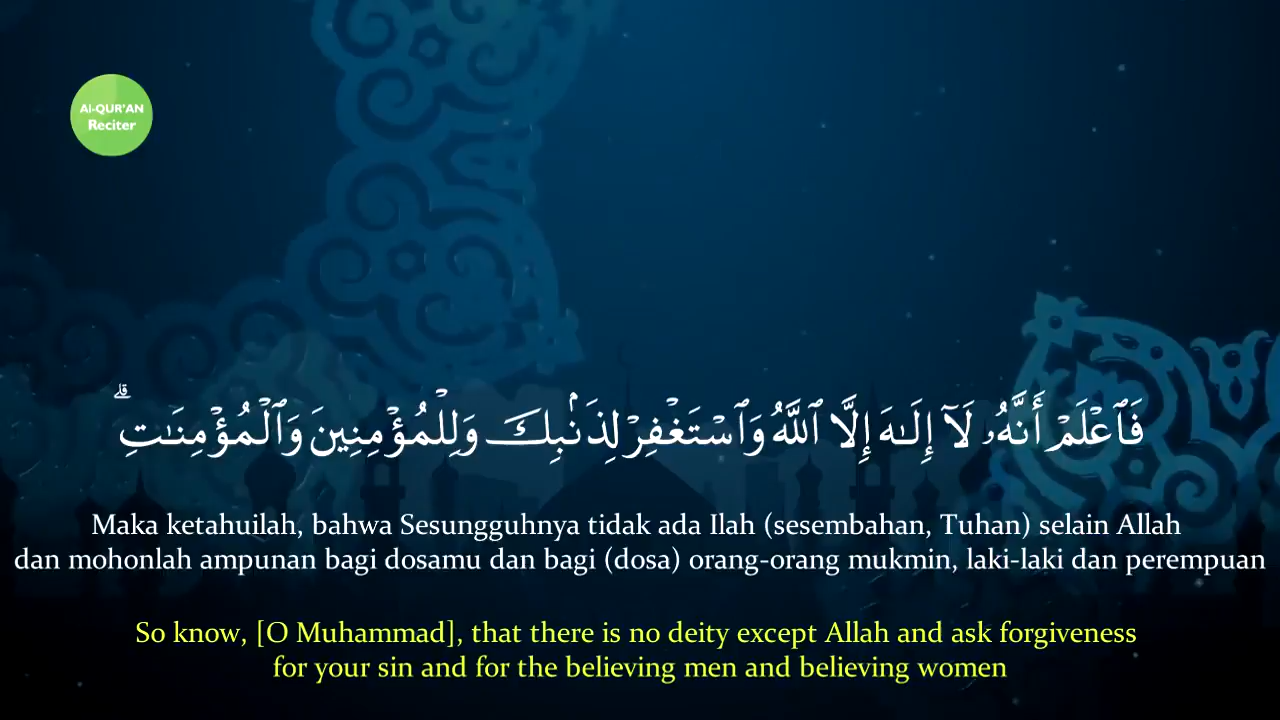 Al-QUR'AN
Reciter
فَٱعْلَمْ أَنَّهُۥ لَآ إِلَـٰهَ إِلَّا ٱللَّهُ وَٱسْتَغْفِرْ لِذَنۢبِكَ وَلِلْمُؤْمِنِينَ وَٱلْمُؤْمِنَـٰتِ ۗ
Maka ketahuilah, bahwa Sesungguhnya tidak ada Ilah (sesembahan, Tuhan) selain Allah
dan mohonlah ampunan bagi dosamu dan bagi (dosa) orang-orang mukmin, laki-laki dan perempuan
So know, [O Muhammad], that there is no deity except Allah and ask forgiveness
for your sin and for the believing men and believing women